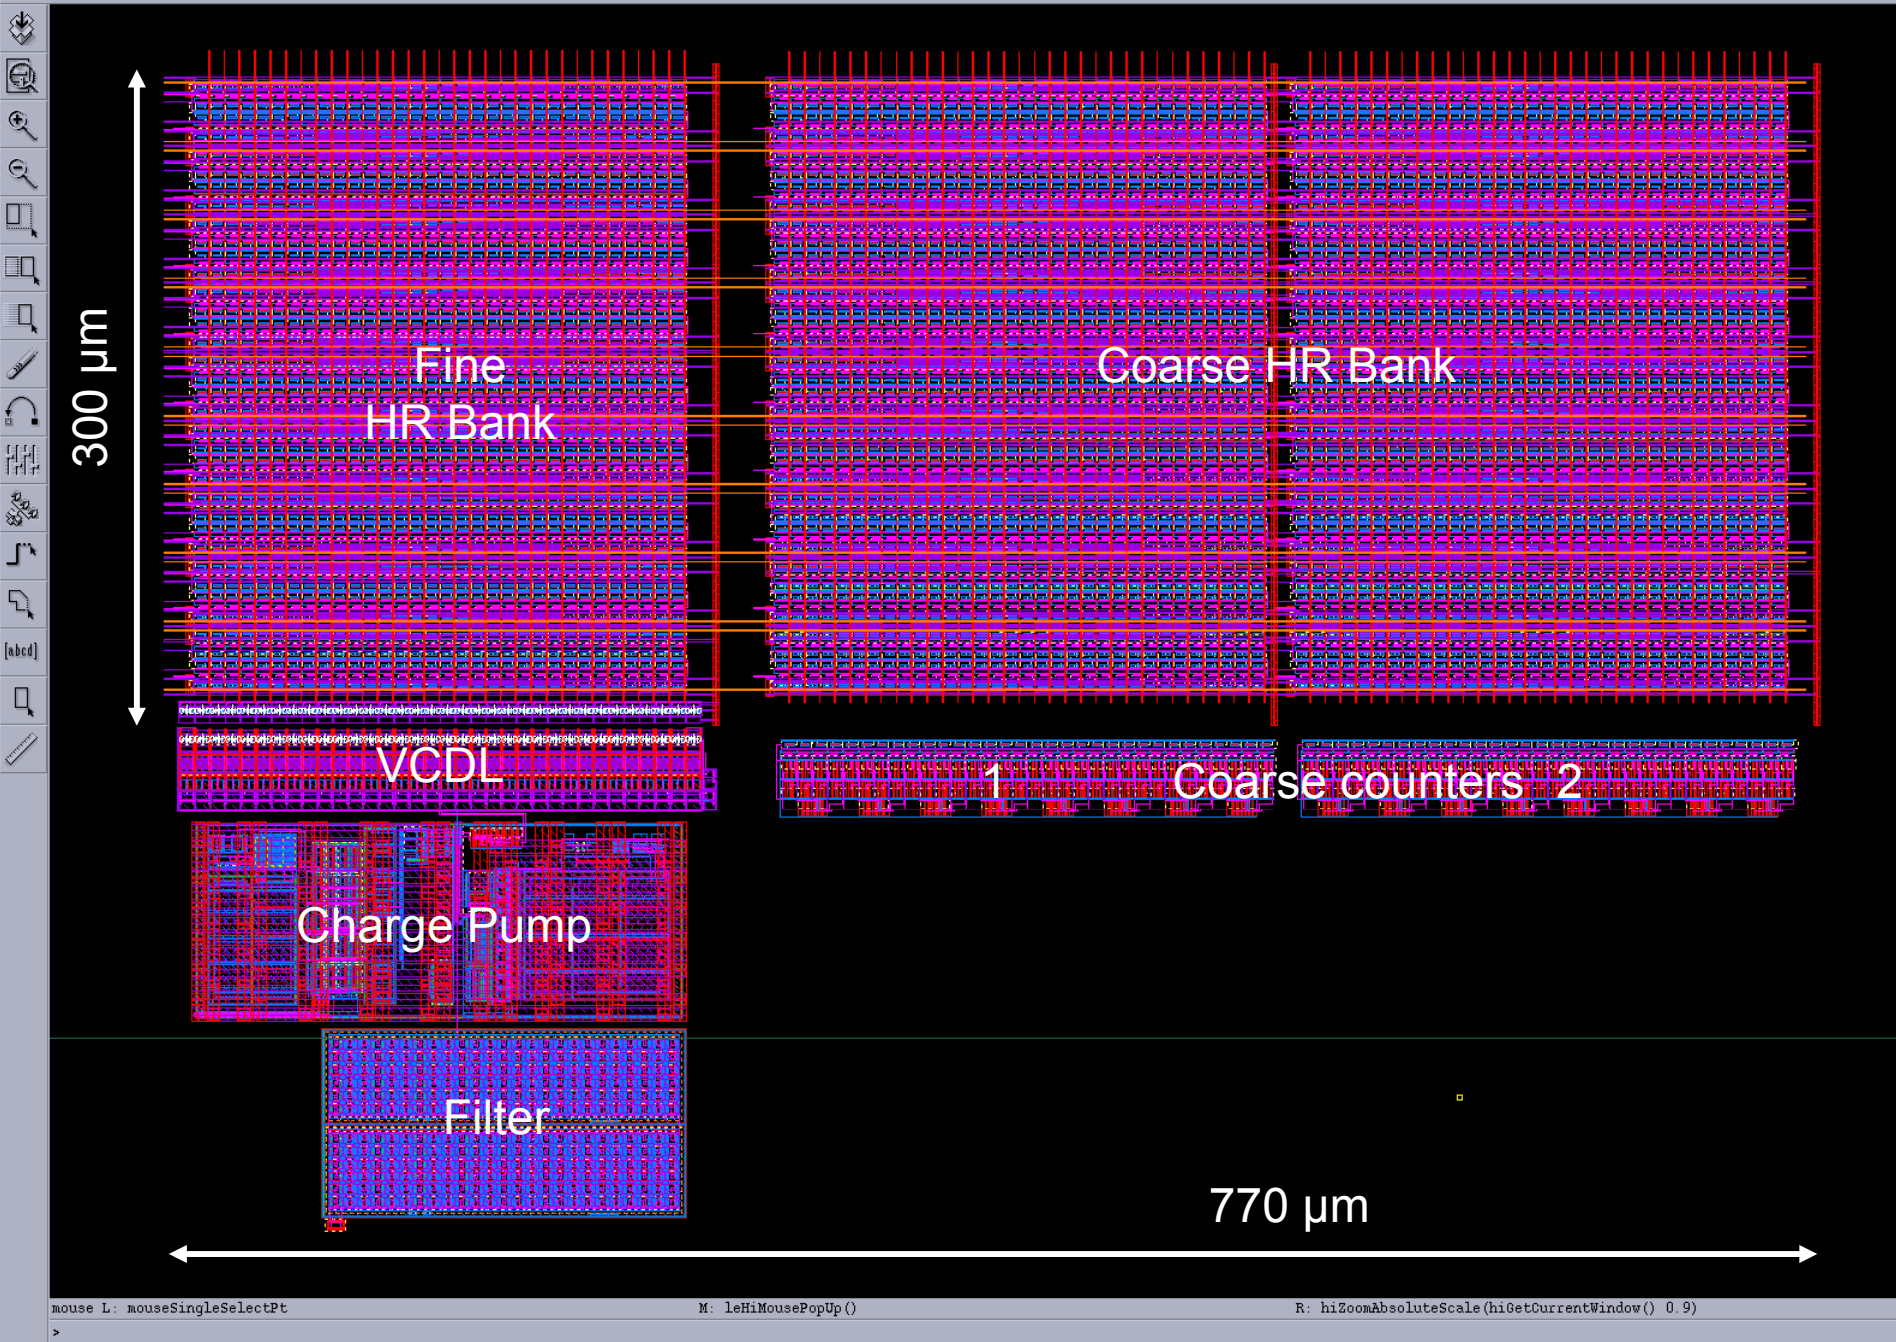 300 μm
Fine
HR Bank
Coarse HR Bank
VCDL
1 Coarse counters 2
Charge Pump
Filter
770 μm
[abcd]
mouse L: mouseSingleSelectPt M: leHiMousePopUp() R: hiZoomAbsoluteScale(hiGetCurrentWindow() 0.9)
>